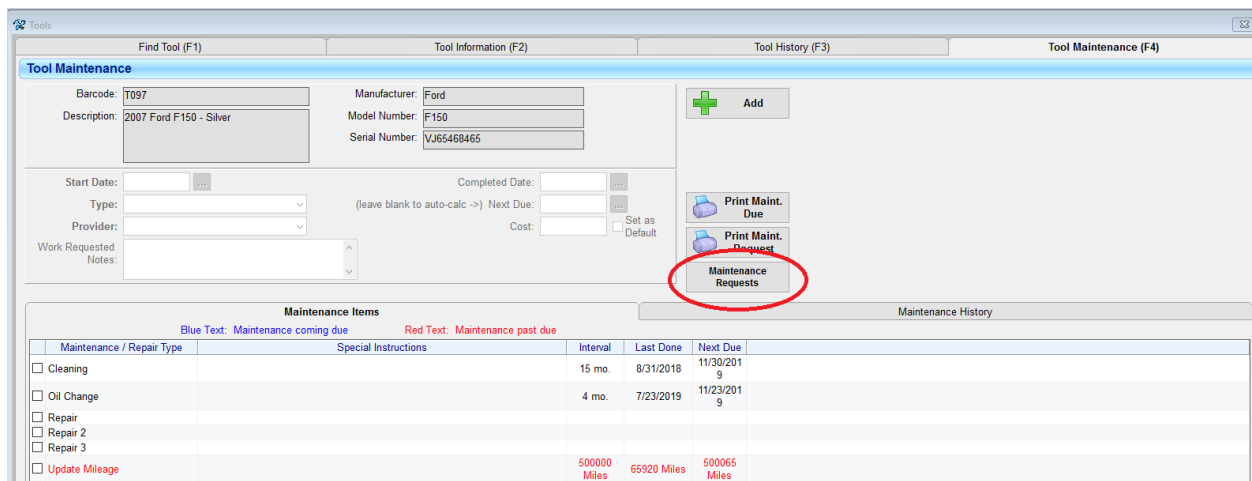 Tools
Find Tool (F1) Tool Information (F2) Tool History (F3) Tool Maintenance (F4)
Tool Maintenance
Barcode: T097 Manufacturer: Ford
Description: 2007 Ford F150 - Silver Model Number: F150
Serial Number: VJ65468465
Add
Start Date: ... Completed Date: ...
Type: (leave blank to auto-calc ->) Next Due: ...
Provider: Cost: Set as
Default
Work Requested
Notes:
Print Maint.
Due
Print Maint.
Request
Maintenance
Requests
Maintenance Items Maintenance History
Blue Text: Maintenance coming due Red Text: Maintenance past due
Maintenance / Repair Type Special Instructions Interval Last Done Next Due
Cleaning 15 mo. 8/31/2018 11/30/201
9
Oil Change 4 mo. 7/23/2019 11/23/201
9
Repair
Repair 2
Repair 3
Update Mileage 500000 65920 Miles 500065
Miles Miles